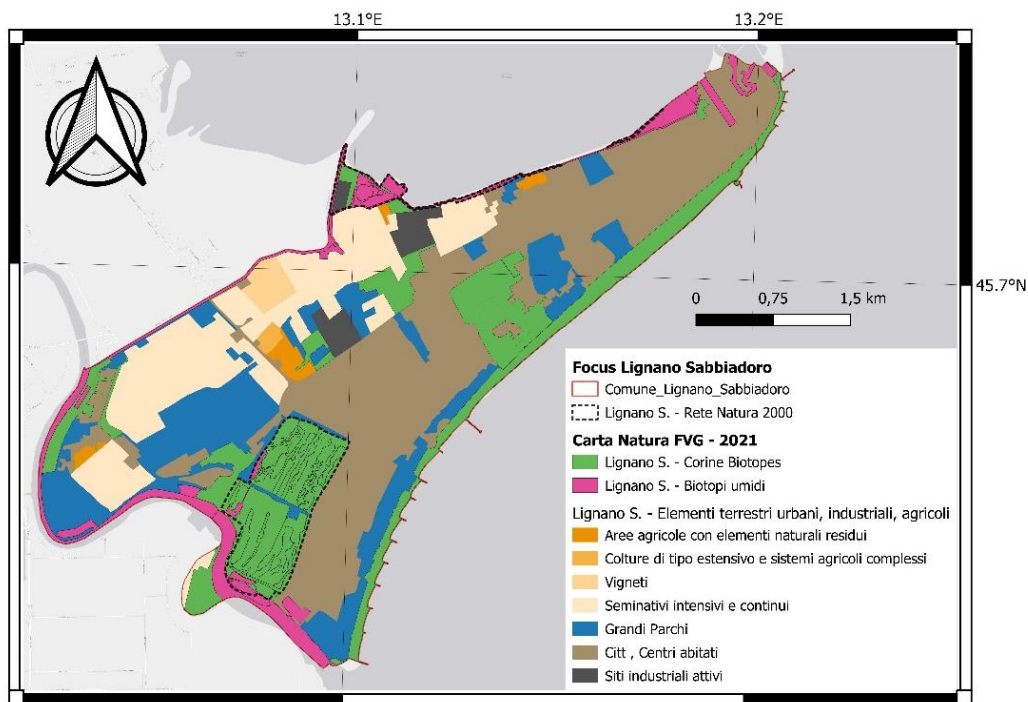 13.1°E
13.2°E
45.7°N
0 0,75 1,5 km
Focus Lignano Sabbiadoro
Comune_Lignano_Sabbiadoro
Lignano S. - Rete Natura 2000
Carta Natura FVG - 2021
Lignano S. - Corine Biotopes
Lignano S. - Biotopi umidi
Lignano S. - Elementi terrestri urbani, industriali, agricoli
Aree agricole con elementi naturali residui
Colture di tipo estensivo e sistemi agricoli complessi
Vigneti
Seminativi intensivi e continui
Grandi Parchi
Citt , Centri abitati
Siti industriali attivi